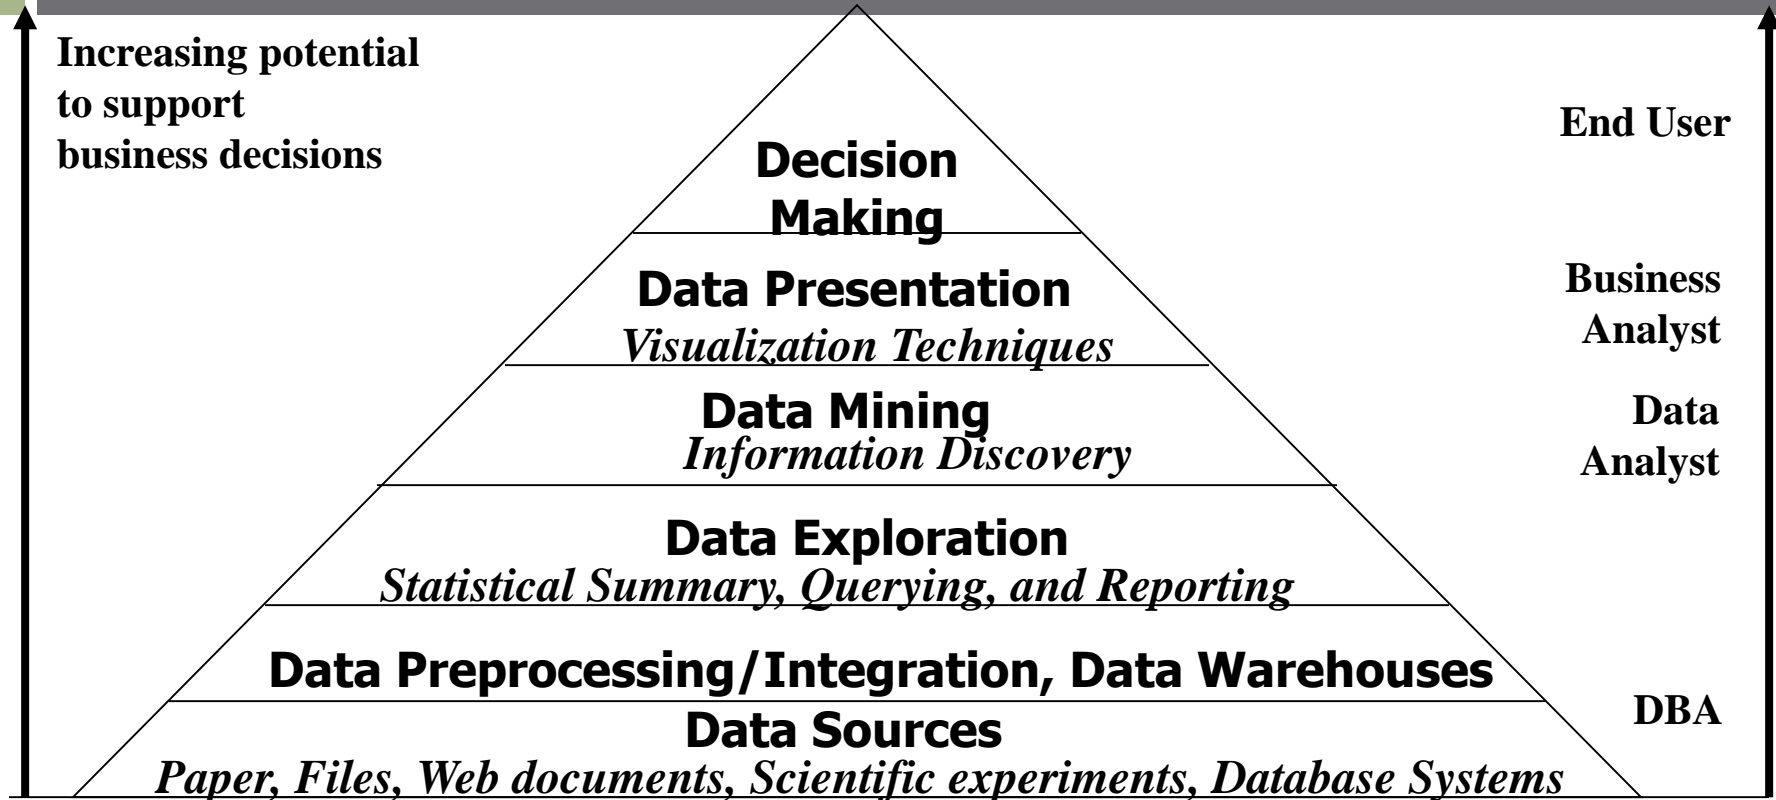 Increasing potential
to support
business decisions
End User
Decision
Making
Business
Analyst
Data Presentation
Visualization Techniques
Data Mining
Information Discovery
Data
Analyst
Data Exploration
Statistical Summary, Querying, and Reporting
Data Preprocessing/Integration, Data Warehouses
DBA
Data Sources
Paper, Files, Web documents, Scientific experiments, Database Systems